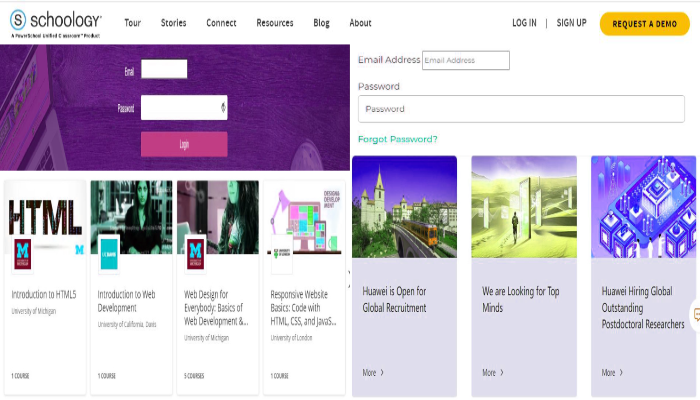 schoology®
A PowerSchool Unified Classroom™ Product
Tour Stories Connect Resources Blog About
LOG IN | SIGN UP REQUEST A DEMO
Email
Password
Login
Email Address Email Address
Password
Password
Forgot Password?
HTML
M
Introduction to HTML5
University of Michigan
1 COURSE
UC DAVIS
Introduction to Web
Development
University of California, Davis
1 COURSE
M
Web Design for
Everybody: Basics of
Web Development &...
University of Michigan
5 COURSES
DESIGN &
DEVELOP
MENT
Responsive Website
Basics: Code with
HTML, CSS, and JavaS...
University of London
1 COURSE
Huawei is Open for
Global Recruitment
More >
We are Looking for Top
Minds
More >
Huawei Hiring Global
Outstanding
Postdoctoral Researchers
More >